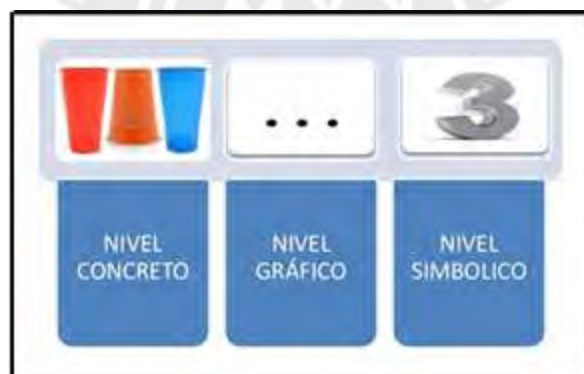 ...
3
NIVEL
CONCRETO
NIVEL
GRÁFICO
NIVEL
SIMBOLICO